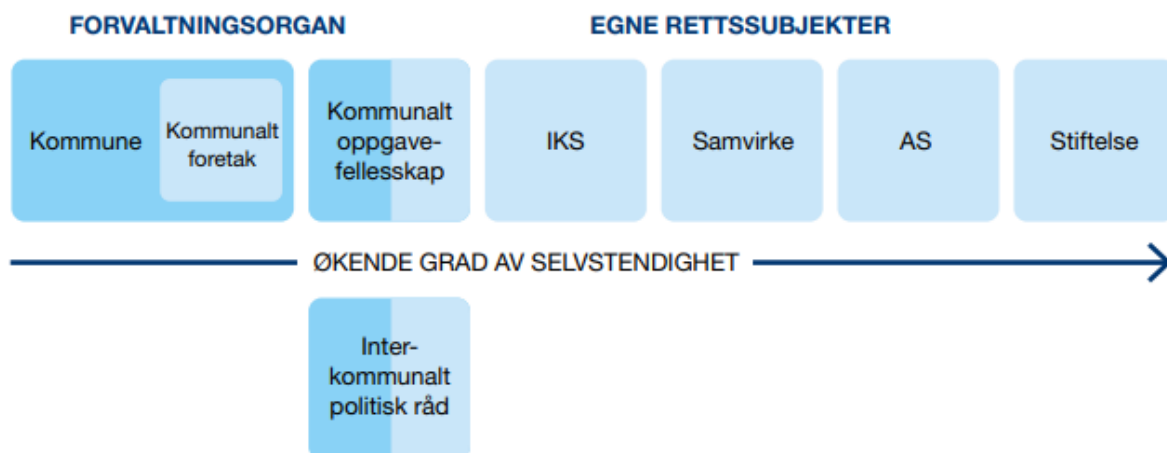 FORVALTNINGSORGAN
EGNE RETTSSUBJEKTER
Kommune
Kommunalt
foretak
Kommunalt
oppgave-
fellesskap
IKS
Samvirke
AS
Stiftelse
ØKENDE GRAD AV SELVSTENDIGHET
Inter-
kommunalt
politisk råd